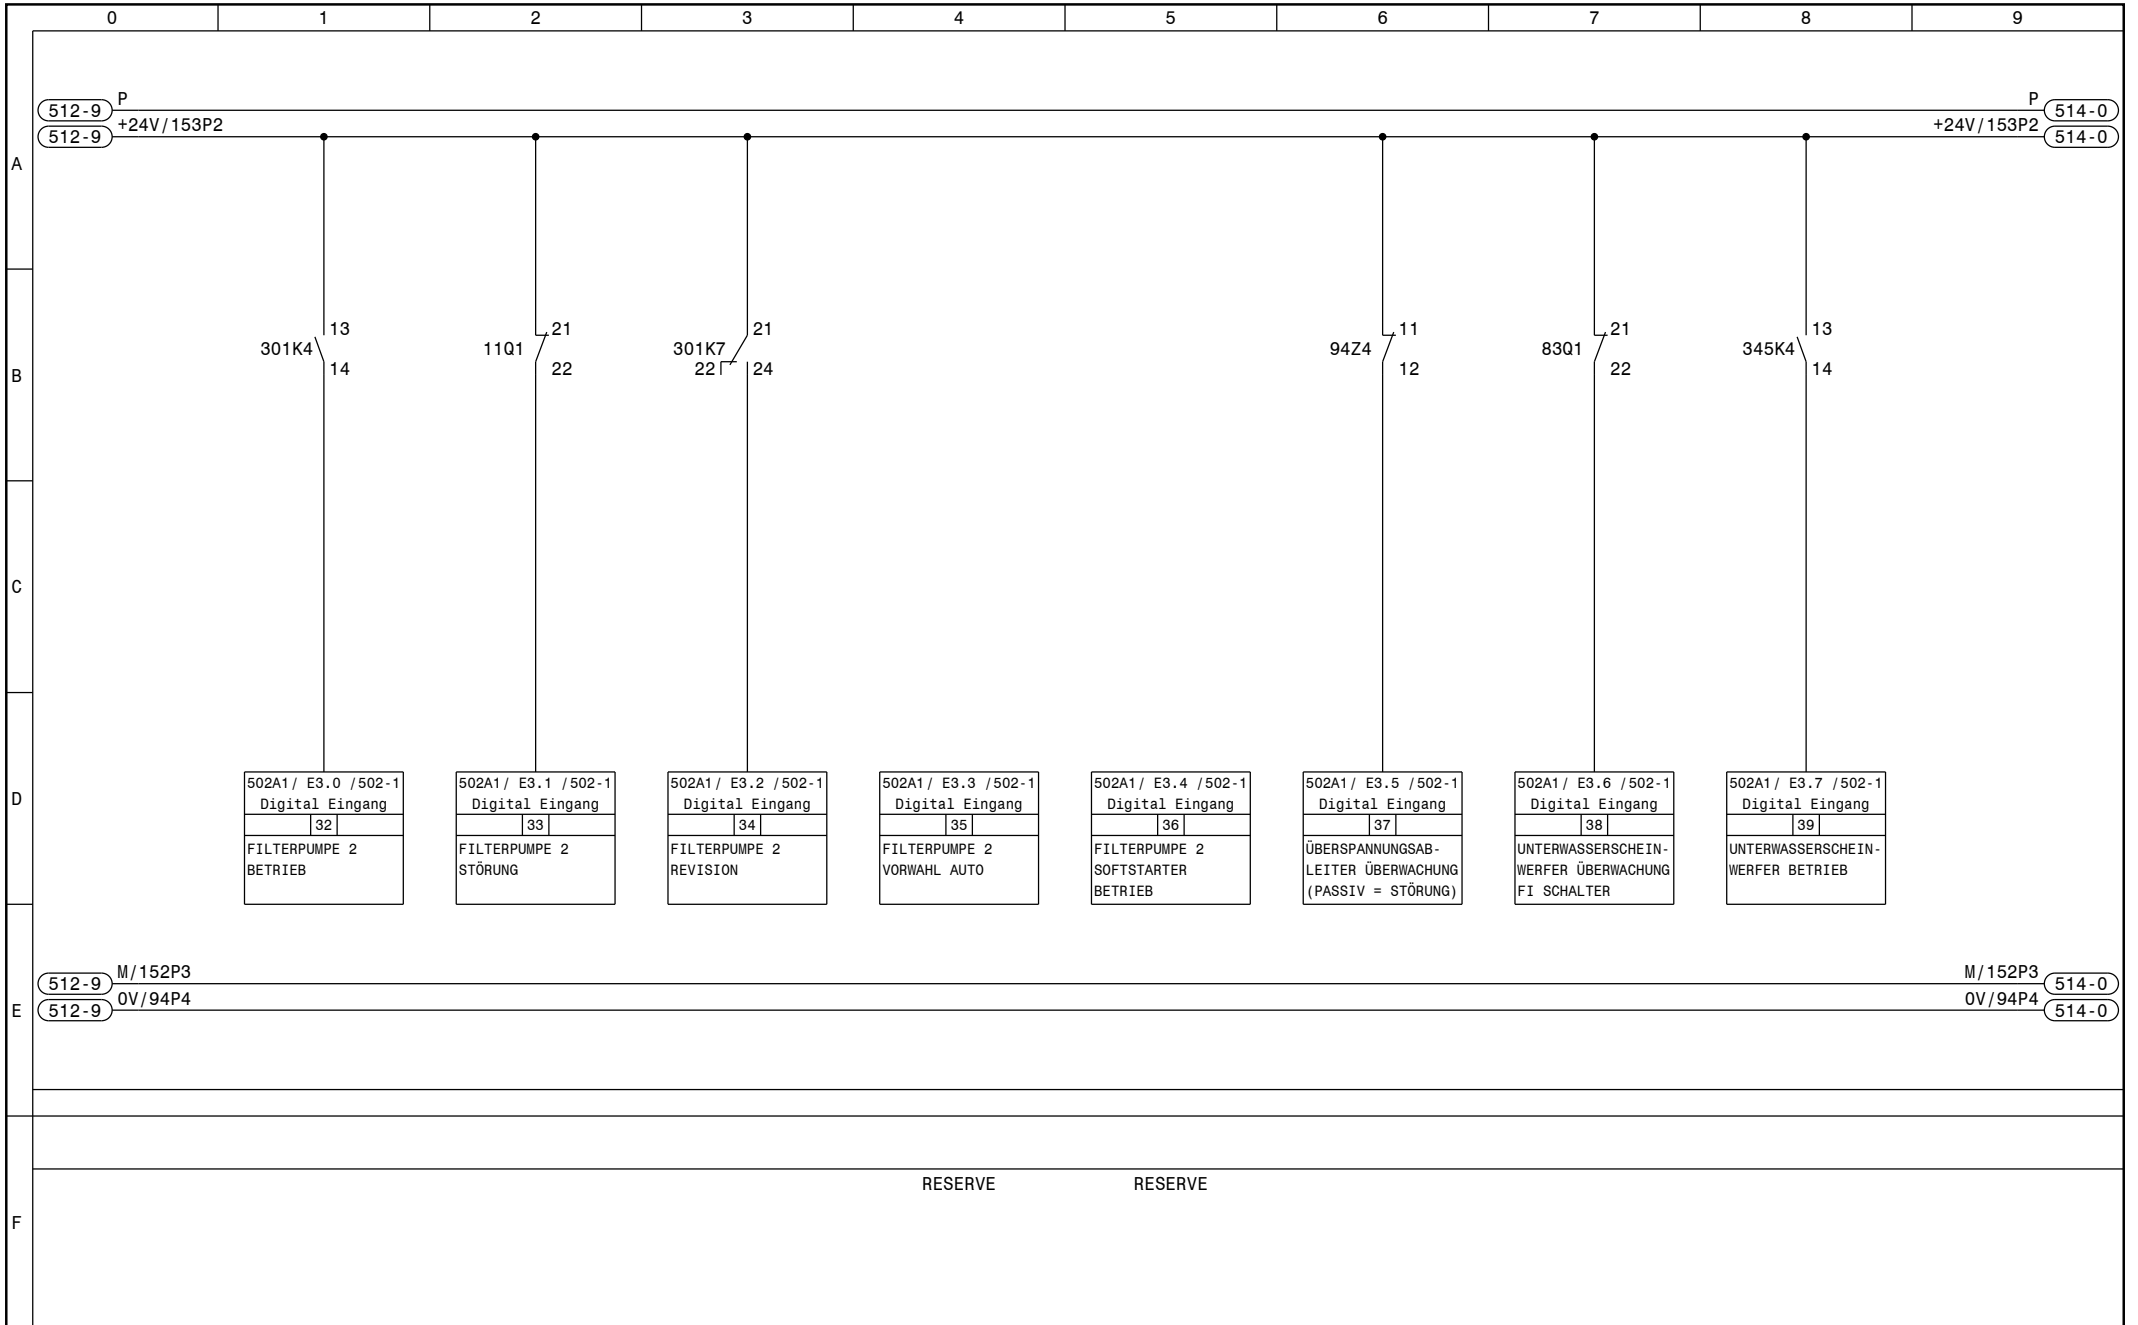 0 1 2 3 4 5 6 7 8 9
P P
512-9 514-0
+24V/153P2 +24V/153P2
512-9 514-0
A
13 21 21 11 21 13
301K4 11Q1 301K7 94Z4 83Q1 345K4
14 22 22 24 12 22 14
B
C
502A1/ E3.0 /502-1 502A1/ E3.1 /502-1 502A1/ E3.2 /502-1 502A1/ E3.3 /502-1 502A1/ E3.4 /502-1 502A1/ E3.5 /502-1 502A1/ E3.6 /502-1 502A1/ E3.7 /502-1
D
Digital Eingang Digital Eingang Digital Eingang Digital Eingang Digital Eingang Digital Eingang Digital Eingang Digital Eingang
32 33 34 35 36 37 38 39
FILTERPUMPE 2 FILTERPUMPE 2 FILTERPUMPE 2 FILTERPUMPE 2 FILTERPUMPE 2 ÜBERSPANNUNGSAB- UNTERWASSERSCHEIN- UNTERWASSERSCHEIN-
BETRIEB STÖRUNG REVISION VORWAHL AUTO SOFTSTARTER LEITER ÜBERWACHUNG WERFER ÜBERWACHUNG WERFER BETRIEB
BETRIEB (PASSIV = STÖRUNG) FI SCHALTER
M/152P3 M/152P3
512-9 514-0
0V/94P4 0V/94P4
E 512-9 514-0
RESERVE RESERVE
F